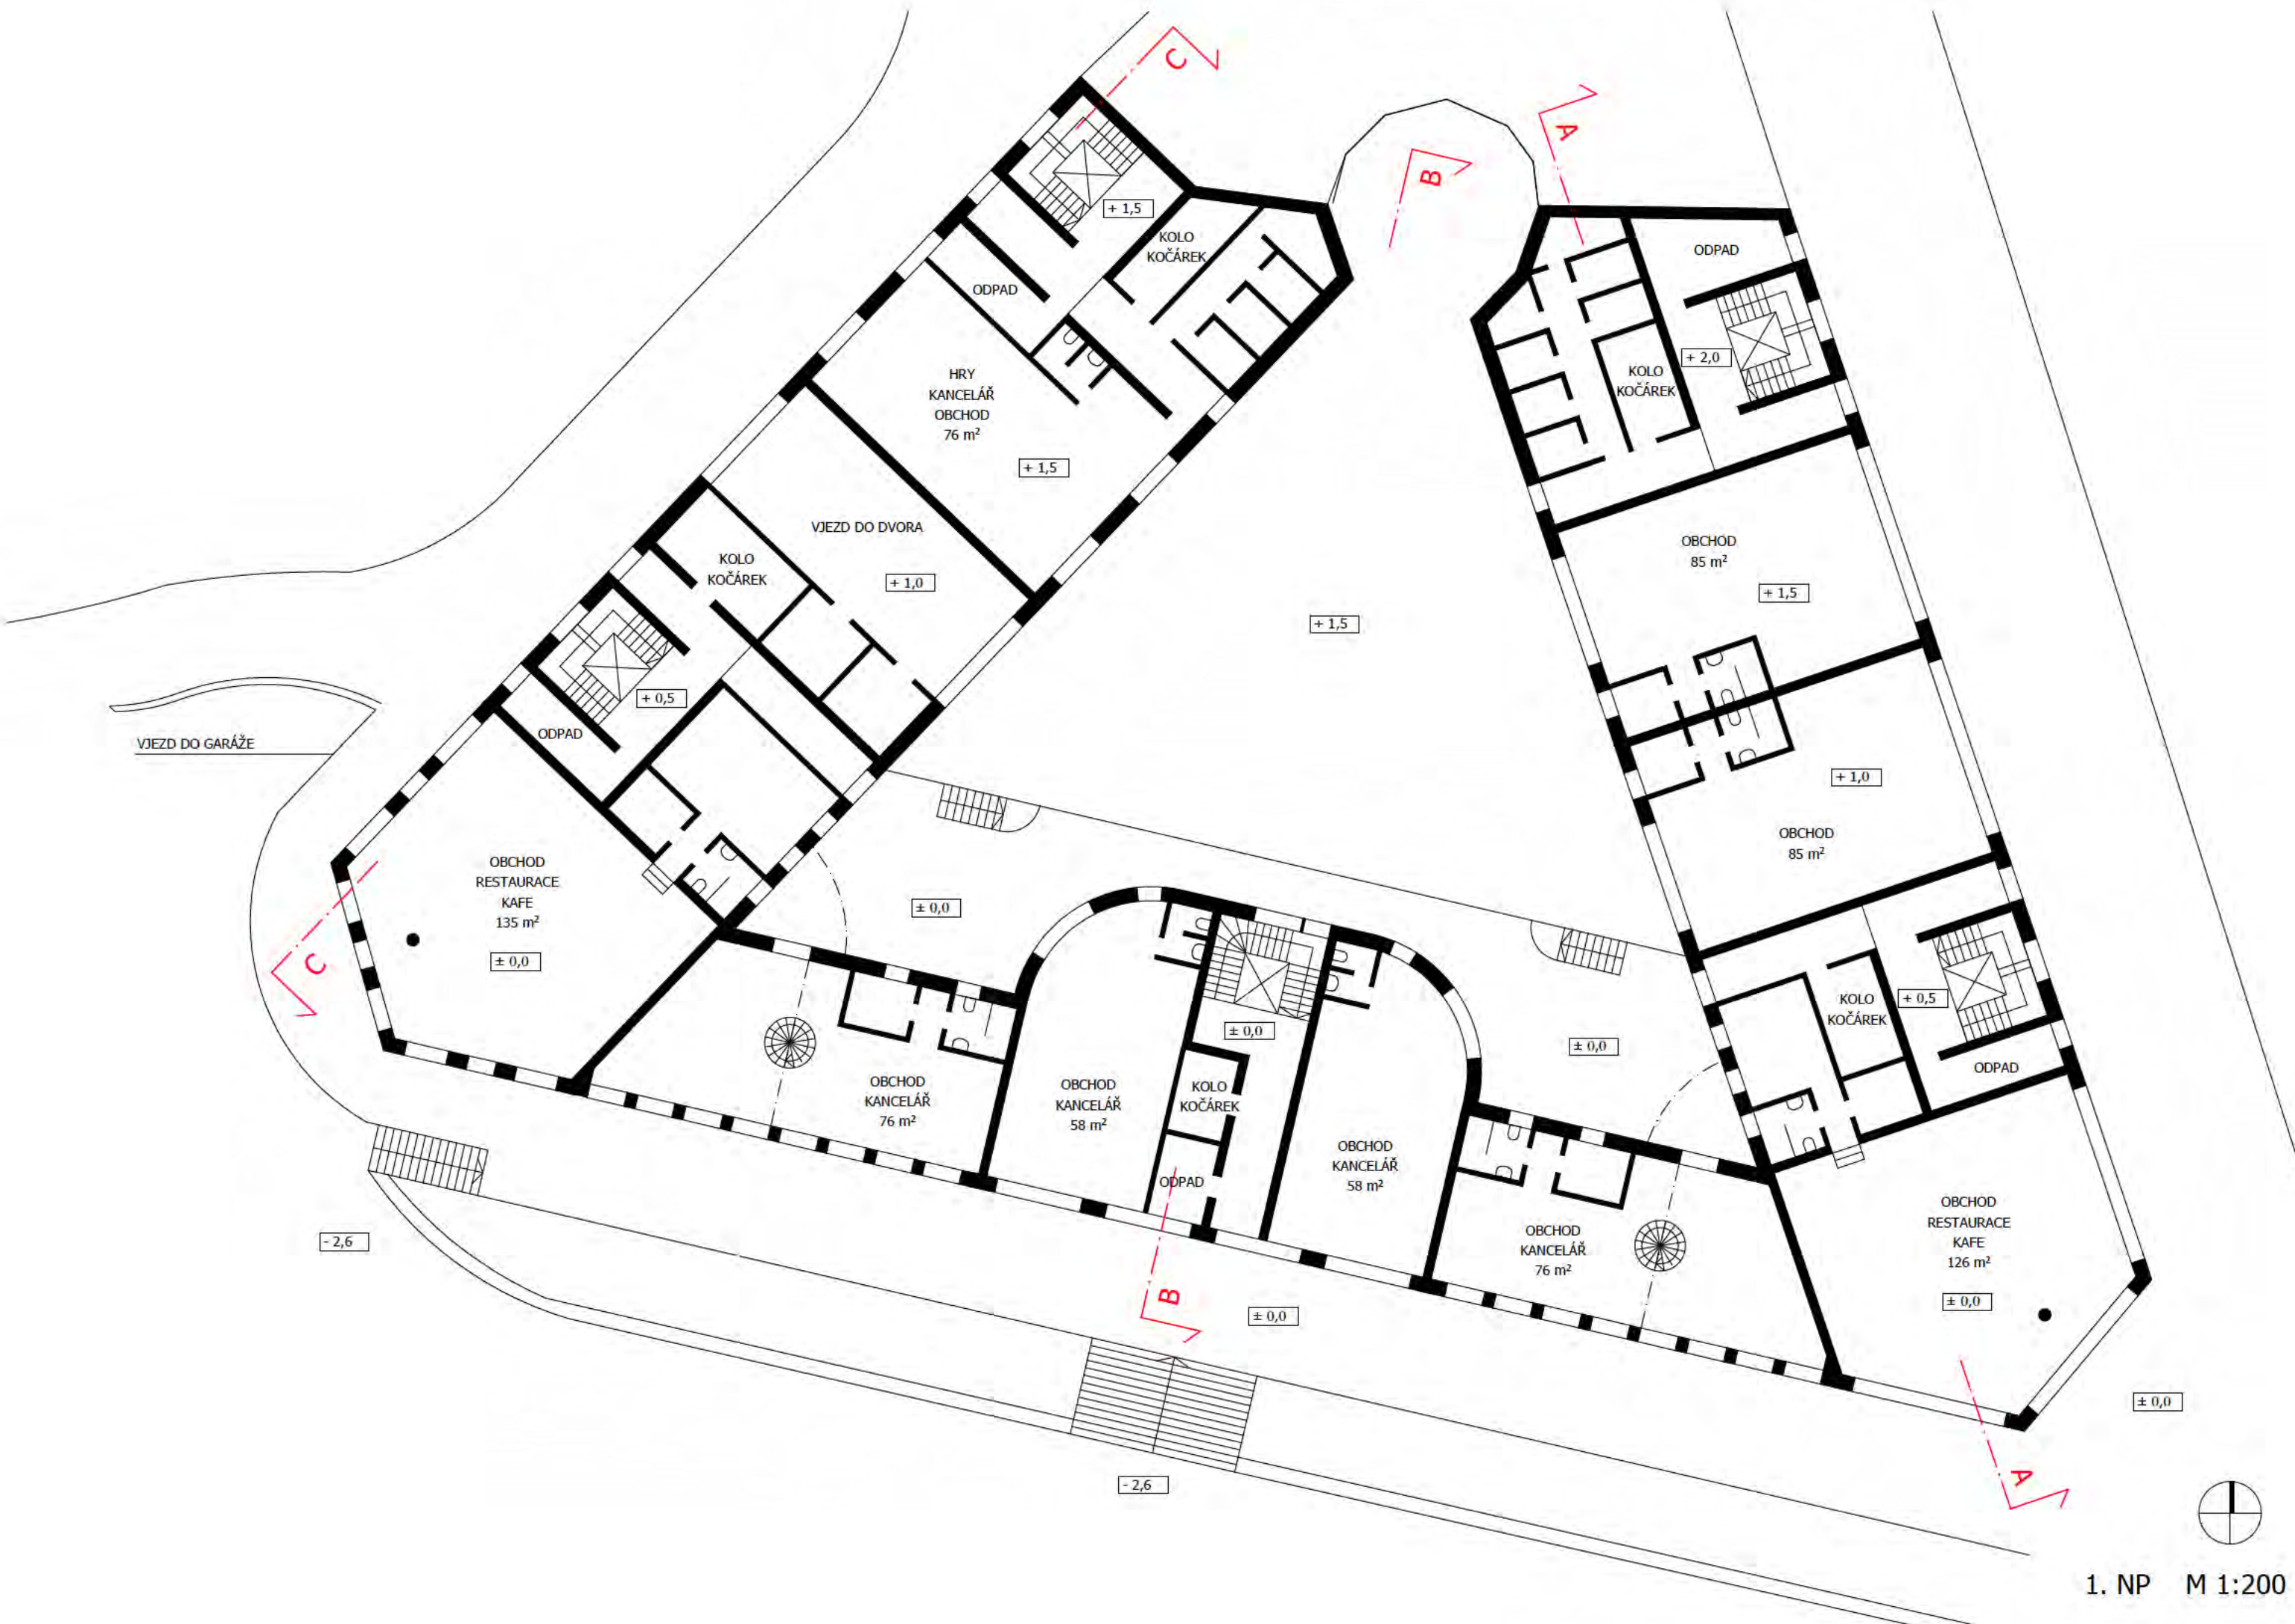 C
A
B
+ 1,5
KOLO
KOČÁREK
ODPAD
ODPAD
+ 2,0
KOLO
KOČÁREK
HRY
KANCELÁŘ
OBCHOD
76 m²
+ 1,5
VJEZD DO DVORA
+ 1,0
KOLO
KOČÁREK
OBCHOD
85 m²
+ 1,5
+ 1,5
+ 0,5
ODPAD
VJEZD DO GARÁŽE
+ 1,0
OBCHOD
85 m²
OBCHOD
RESTAURACE
KAFE
135 m²
± 0,0
± 0,0
C
KOLO
KOČÁREK
+ 0,5
ODPAD
± 0,0
± 0,0
OBCHOD
KANCELÁŘ
76 m²
OBCHOD
KANCELÁŘ
58 m²
KOLO
KOČÁREK
ODPAD
OBCHOD
KANCELÁŘ
58 m²
OBCHOD
KANCELÁŘ
76 m²
OBCHOD
RESTAURACE
KAFE
126 m²
± 0,0
- 2,6
B
± 0,0
± 0,0
- 2,6
A
1. NP M 1:200